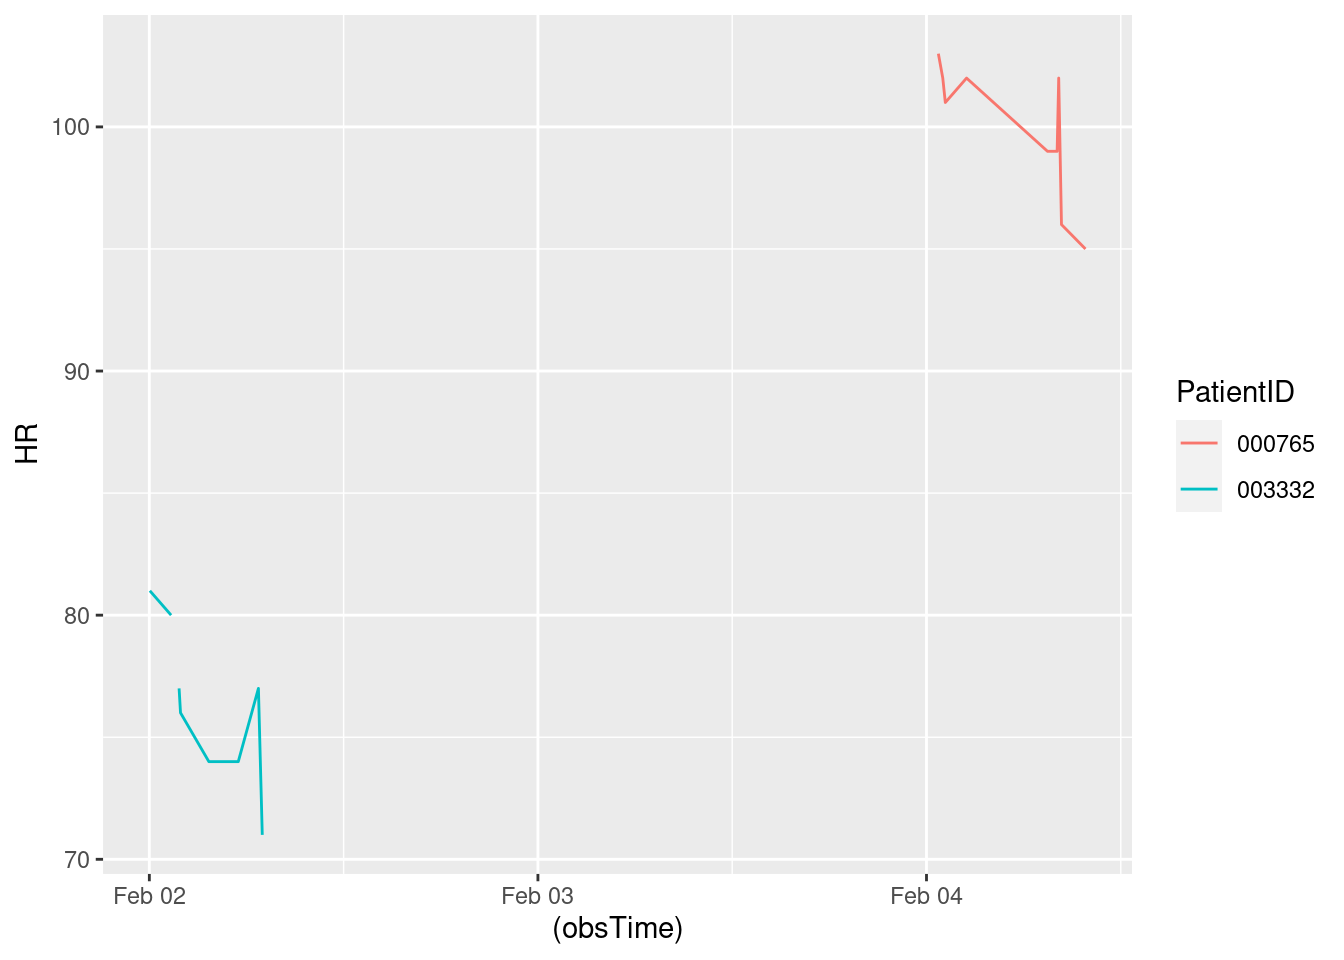 100
90
80
70
HR
Feb 02
Feb 03
Feb 04
(obsTime)
PatientID
000765
003332